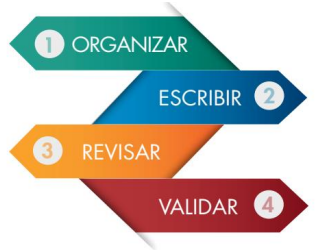 1 ORGANIZAR
ESCRIBIR 2
3 REVISAR
VALIDAR 4